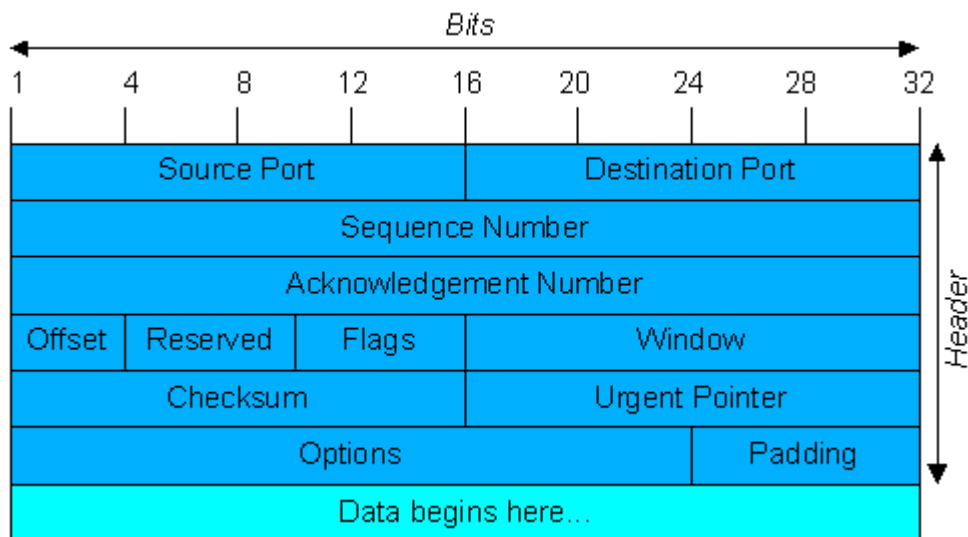 Bits
1 4 8 12 16 20 24 28 32
Source Port Destination Port
Sequence Number
Acknowledgement Number
Offset Reserved Flags Window
Checksum Urgent Pointer
Options Padding
Data begins here...
Header